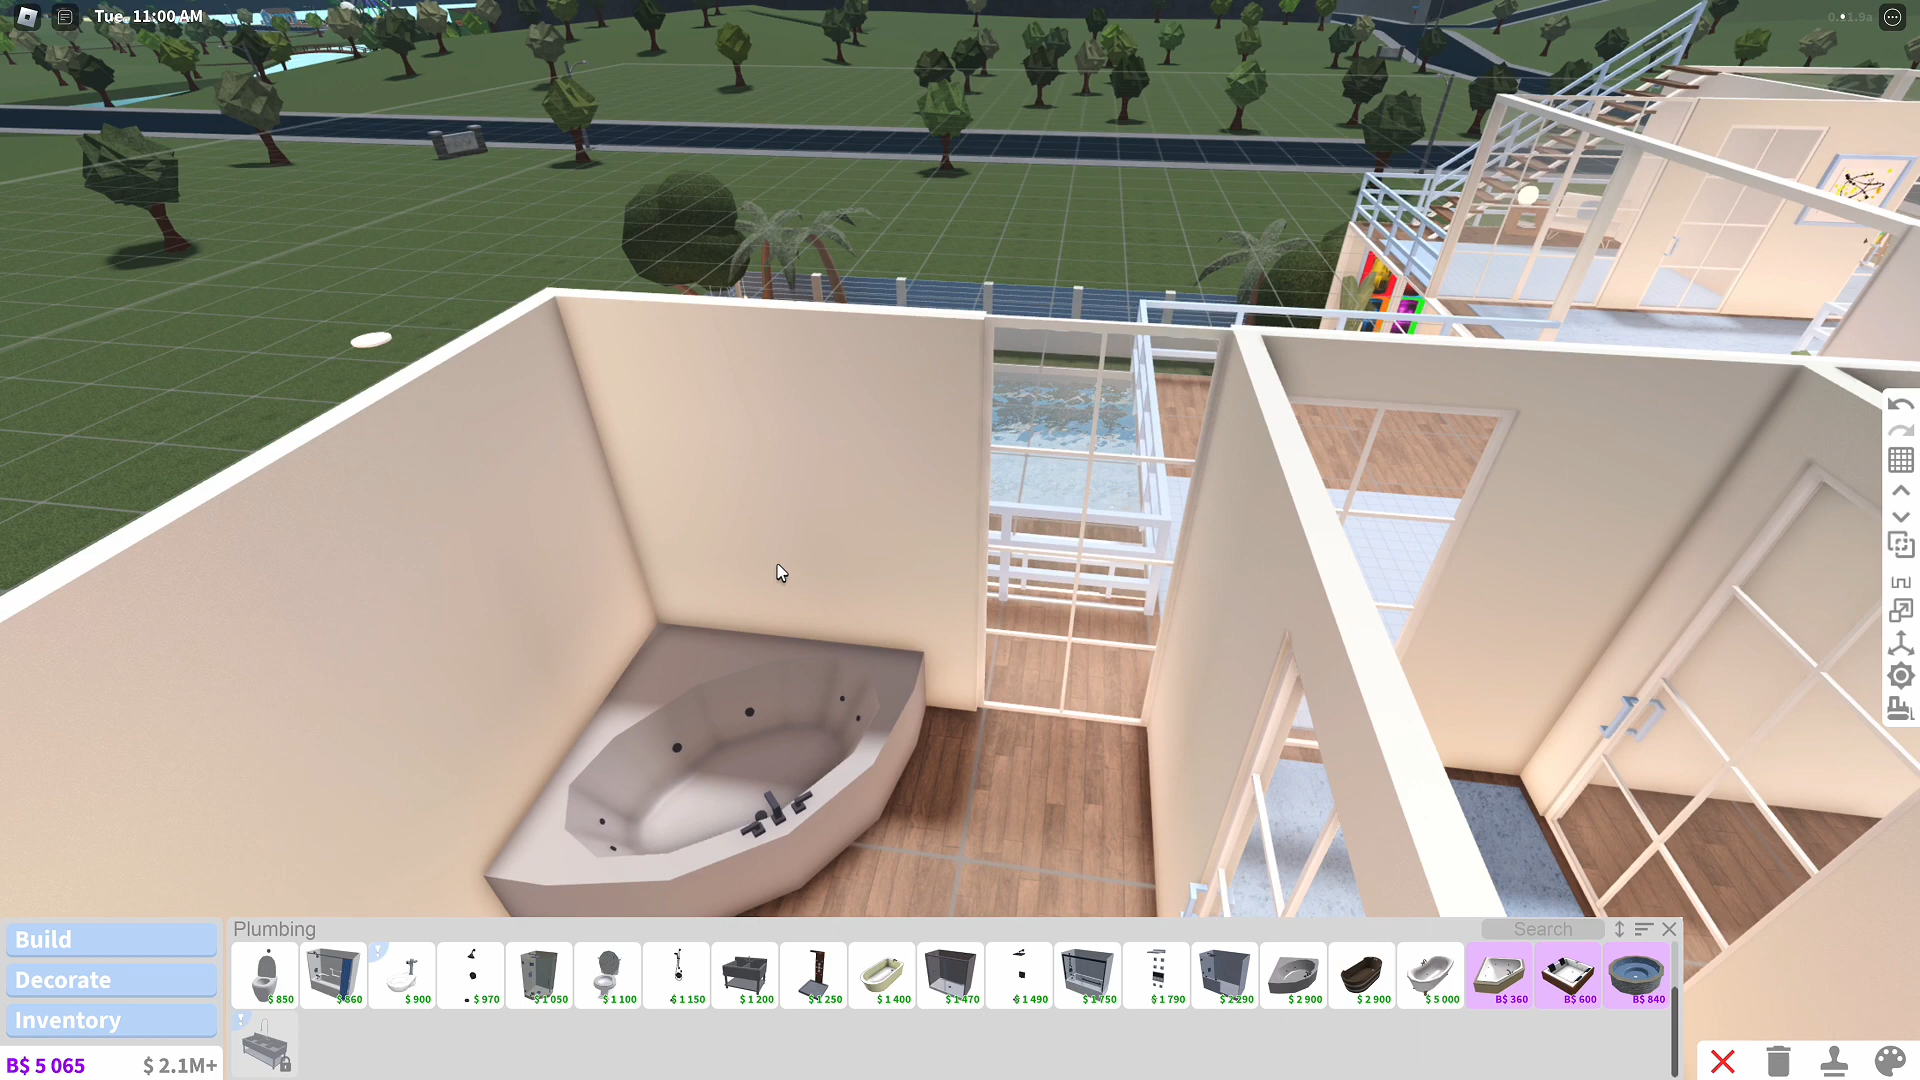 Tue, 11:00 AM
Plumbing
Search
Build
Decorate
Inventory
B$ 5 065
$ 2.1M+
$ 850
$ 860
$ 900
$ 970
$ 1 050
$ 1 100
$ 1 150
$ 1 200
$ 1 250
$ 1 400
$ 1 470
$ 1 490
$ 1 750
$ 1 790
$ 2 290
$ 2 900
$ 2 900
$ 5 000
B$ 360
B$ 600
B$ 840